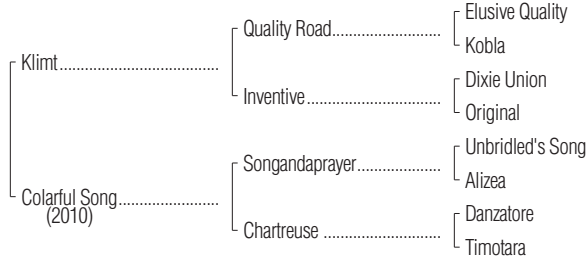 Elusive Quality
Quality Road..................................
Kobla
Klimt......................................
Dixie Union
Inventive.........................................
Original
Unbridled's Song
Songandaprayer............................
Alizea
Colarful Song........................
(2010)
Danzatore
Chartreuse ....................................
Timotara